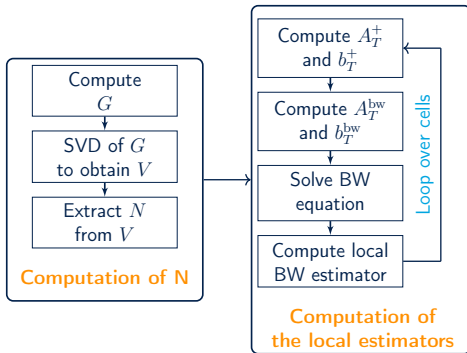 Compute
G
SVD of G
to obtain V
Extract N
from V
Computation of N
Compute A_T^+
and b_T^+
Compute A_T^bw
and b_T^bw
Solve BW
equation
Compute local
BW estimator
Loop over cells
Computation of
the local estimators